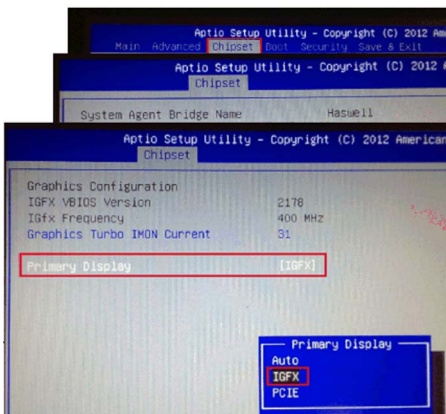 Aptio Setup Utility - Copyright (C) 2012 Am
Main Advanced Chipset Boot Security Save & Exit
Aptio Setup Utility - Copyright (C) 2012
Chipset
System Agent Bridge Name Haswell
Aptio Setup Utility - Copyright (C) 2012 American
Chipset
Graphics Configuration
IGFX VBIOS Version 2178
IGfx Frequency 400 MHz
Graphics Turbo IMON Current 31
Primary Display [IGFX]
Primary Display
Auto
IGFX
PCIE